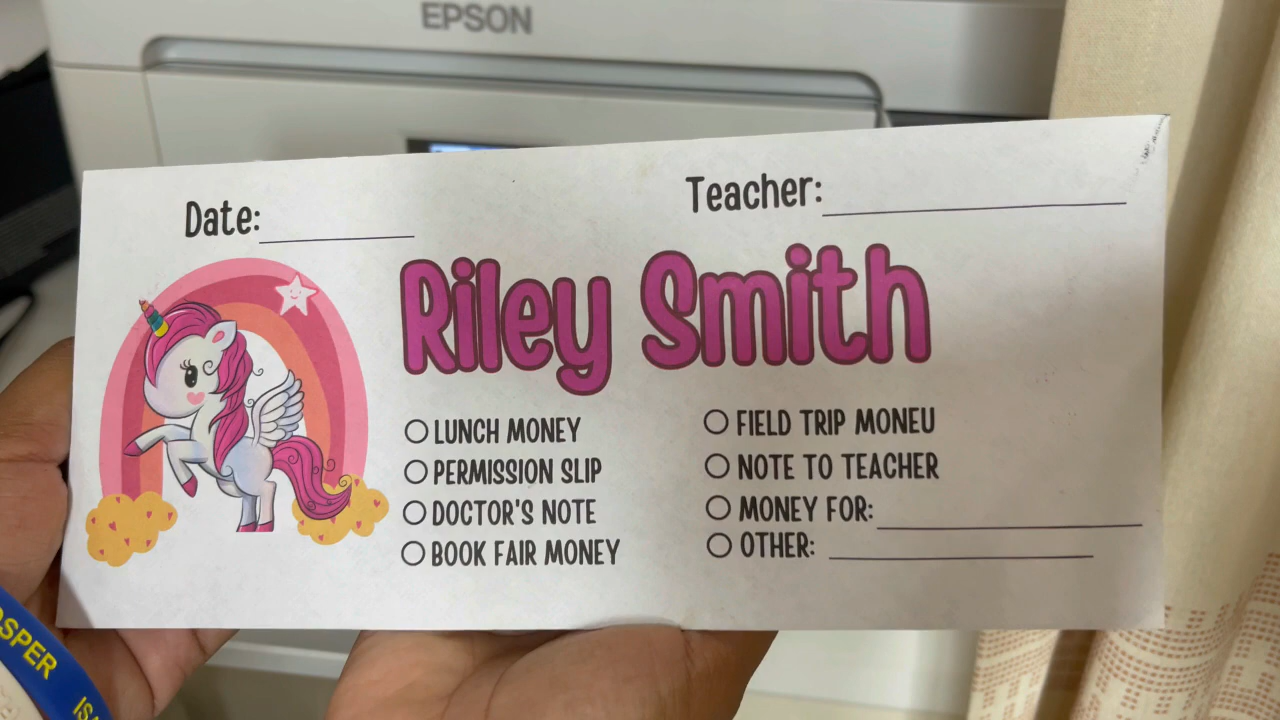 EPSON
Date:
Teacher:
Riley Smith
LUNCH MONEY
PERMISSION SLIP
DOCTOR'S NOTE
BOOK FAIR MONEY
FIELD TRIP MONEU
NOTE TO TEACHER
MONEY FOR:
OTHER: